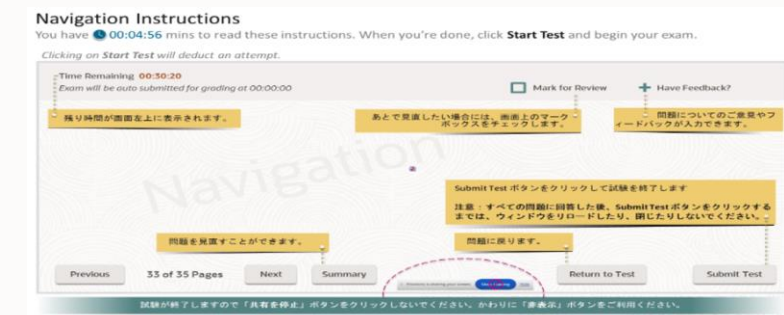 Navigation Instructions
You have 00:04:56 mins to read these instructions. When you're done, click Start Test and begin your exam.
Clicking on Start Test will deduct an attempt.
Time Remaining 00:30:20
Exam will be auto submitted for grading at 00:00:00
Mark for Review
Have Feedback?
残り時間が画面左上に表示されます。
あとで見直したい場合には、画面上のマーク
ボックスをチェックします。
問題についてのご意見やフ
ィードバックが入力できます。
Navigation
Submit Test ボタンをクリックして試験を終了します
注意：すべての問題に回答した後、Submit Test ボタンをクリックする
までは、ウィンドウをリロードしたり、閉じたりしないでください。
問題を見直すことができます。
問題に戻ります。
Previous
33 of 35 Pages
Next
Summary
Return to Test
Submit Test
試験が終了しますので「共有を停止」ボタンをクリックしないでください。かわりに「非表示」ボタンをご利用ください。